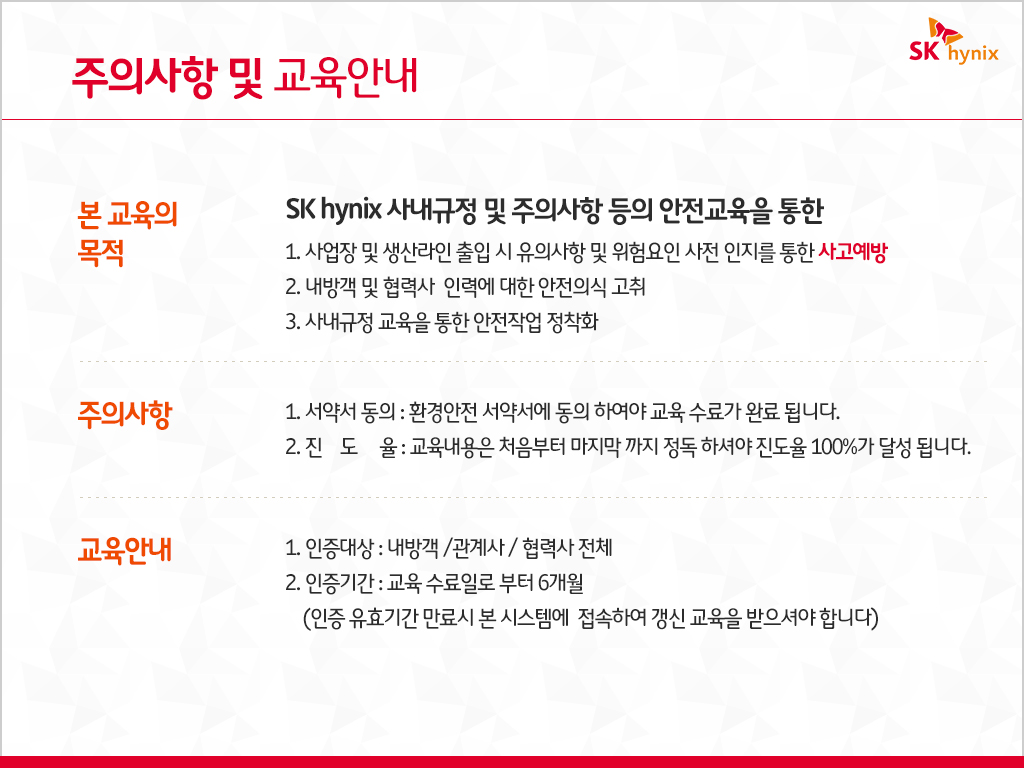 주의사항 및 교육안내
SK hynix
본 교육의
목적
SK hynix 사내규정 및 주의사항 등의 안전교육을 통한
1. 사업장 및 생산라인 출입 시 유의사항 및 위험요인 사전 인지를 통한 사고예방
2. 내방객 및 협력사 인력에 대한 안전의식 고취
3. 사내규정 교육을 통한 안전작업 정착화
주의사항
1. 서약서 동의 : 환경안전 서약서에 동의 하여야 교육 수료가 완료 됩니다.
2. 진 도 율 : 교육내용은 처음부터 마지막 까지 정독 하셔야 진도율 100%가 달성 됩니다.
교육안내
1. 인증대상 : 내방객 /관계사 / 협력사 전체
2. 인증기간 : 교육 수료일로 부터 6개월
(인증 유효기간 만료시 본 시스템에 접속하여 갱신 교육을 받으셔야 합니다)